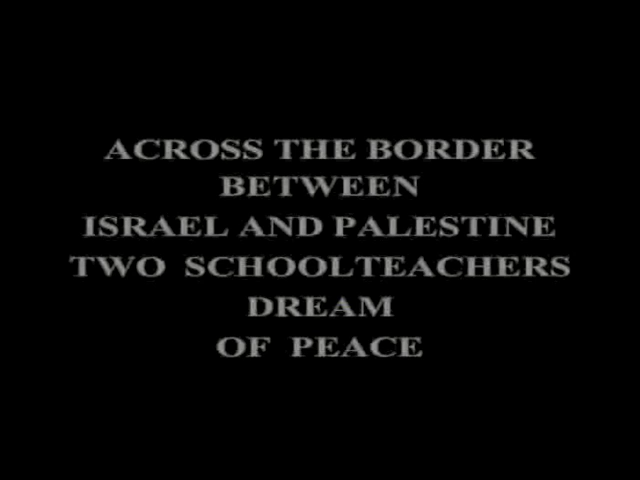 ACROSS THE BORDER
BETWEEN
ISRAEL AND PALESTINE
TWO SCHOOLTEACHERS
DREAM
OF PEACE